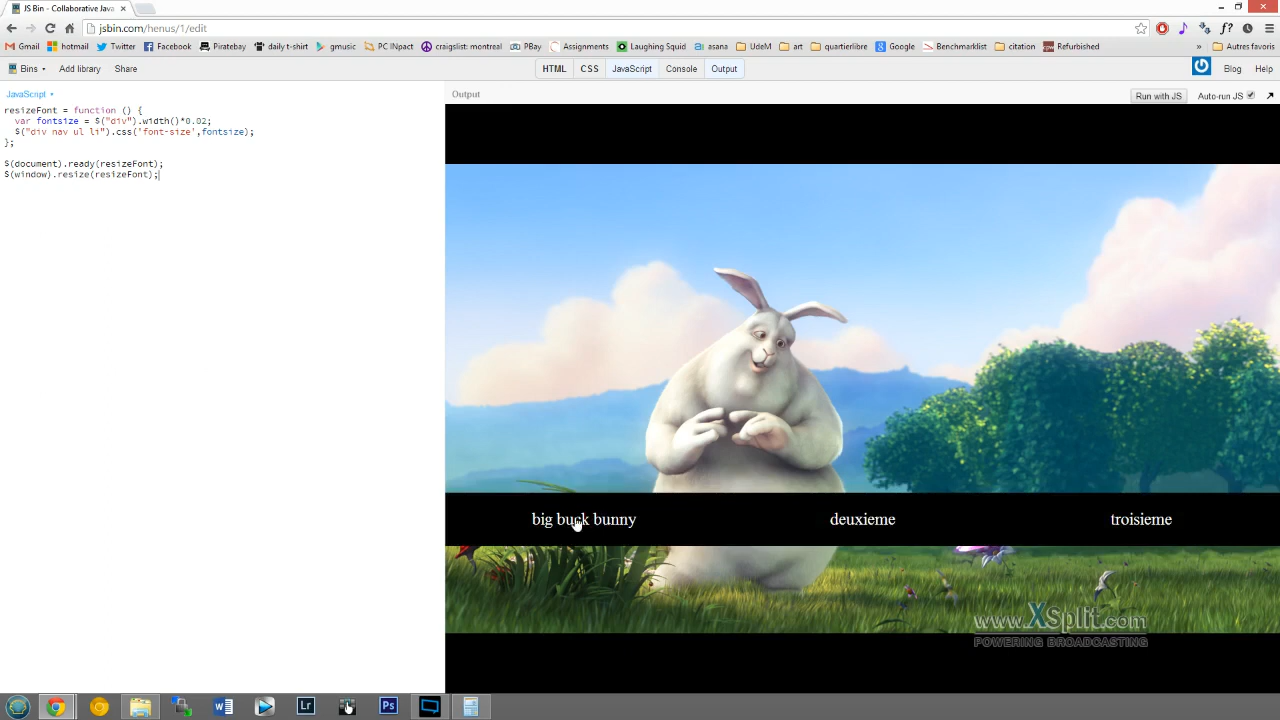 JS Bin - Collaborative Java
jsbin.com/henus/1/edit
Gmail hotmail Twitter Facebook Piratebay daily t-shirt gmusic PC INpact craigslist: montreal PBay Assignments Laughing Squid asana UdeM art quartierlibre Google Benchmarklist citation Refurbished » Autres favoris
Bins Add library Share HTML CSS JavaScript Console Output Blog Help
JavaScript Output Run with JS Auto-run JS
resizeFont = function () {
var fontsize = $("div").width()*0.02;
$("div nav ul li").css('font-size',fontsize);
};
$(document).ready(resizeFont);
$(window).resize(resizeFont);
big buck bunny deuxieme troisieme
www.XSplit.com
POWERING BROADCASTING
W Lr Ps